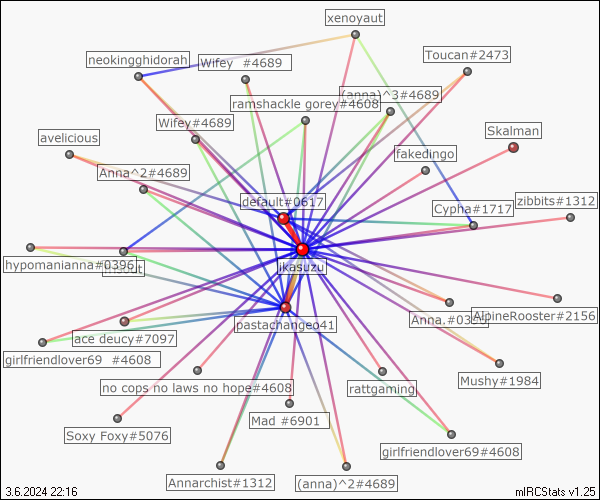 xenoyaut
neokingghidorah
Wifey #4689
Toucan#2473
(anna)^3#4689
ramshackle gorey#4608
Wifey#4689
Skalman
avelicious
fakedingo
Anna^2#4689
default#0617
zibbits#1312
Cypha#1717
hypomanianna#0396
ikasuzu
pastachangeo41
Anna.#03
AlpineRooster#2156
ace deucy#7097
girlfriendlover69 #4608
no cops no laws no hope#4608
rattgaming
Mushy#1984
Mad #6901
Soxy Foxy#5076
girlfriendlover69#4608
Annarchist#1312
(anna)^2#4689
3.6.2024 22:16
mIRCStats v1.25